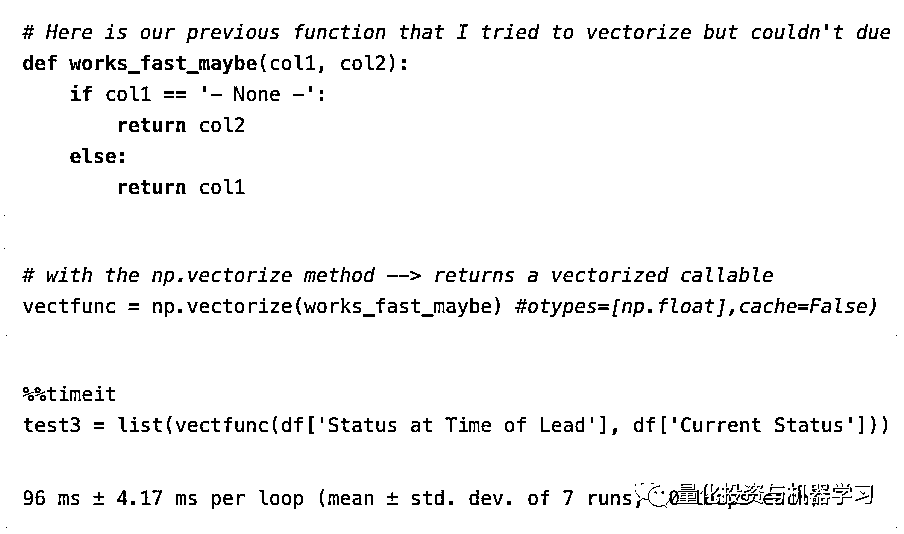 # Here is our previous function that I tried to vectorize but couldn't due
def works_fast_maybe(col1, col2):
    if col1 == '- None -':
        return col2
    else:
        return col1
# with the np.vectorize method --> returns a vectorized callable
vectfunc = np.vectorize(works_fast_maybe) #otypes=[np.float],cache=False)
%%timeit
test3 = list(vectfunc(df['Status at Time of Lead'], df['Current Status']))
96 ms ± 4.17 ms per loop (mean ± std. dev. of 7 runs,
量化投资与机器学习